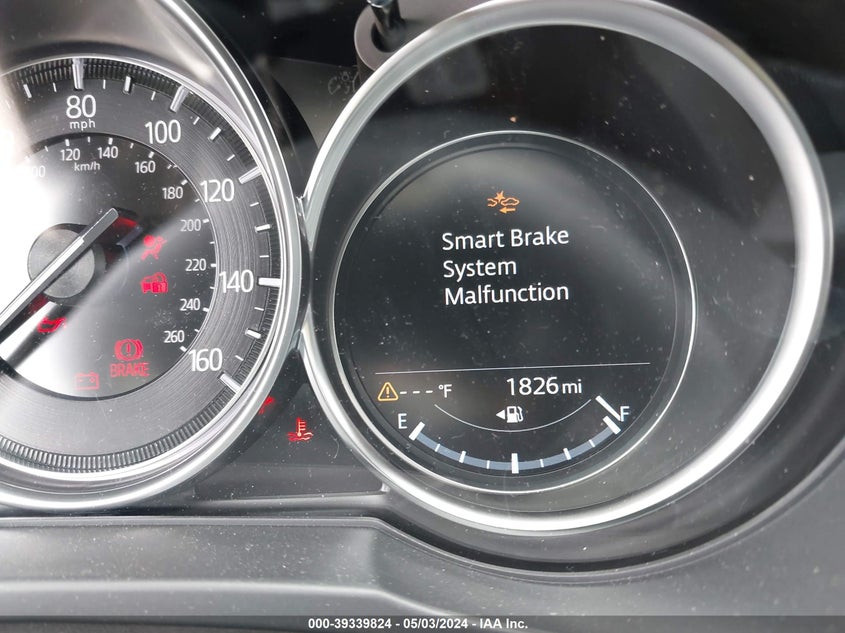 80
mph
100
120 140
100 160
km/h
180
120
200
220
140
240
260
160
BRAKE
Smart Brake
System
Malfunction
--- °F 1826 mi
E F
000-39339824 - 05/03/2024 - IAA Inc.